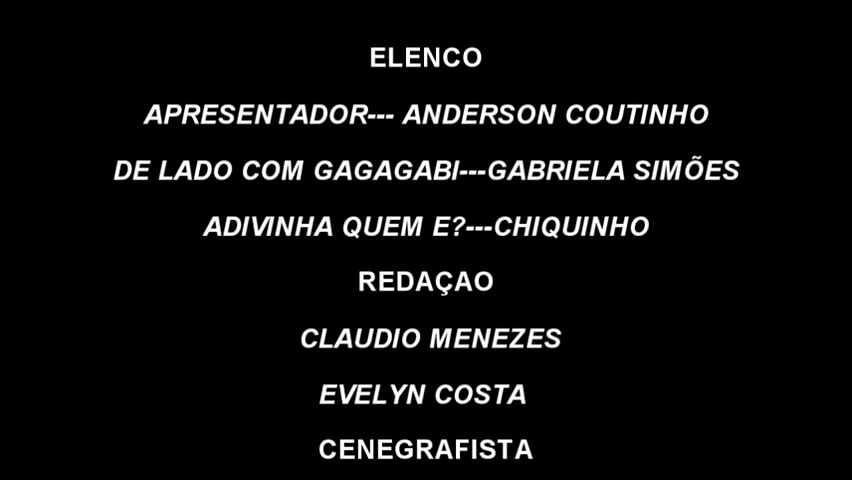 ELENCO
APRESENTADOR--- ANDERSON COUTINHO
DE LADO COM GAGAGABI---GABRIELA SIMÕES
ADIVINHA QUEM E?---CHIQUINHO
REDAÇAO
CLAUDIO MENEZES
EVELYN COSTA
CENEGRAFISTA